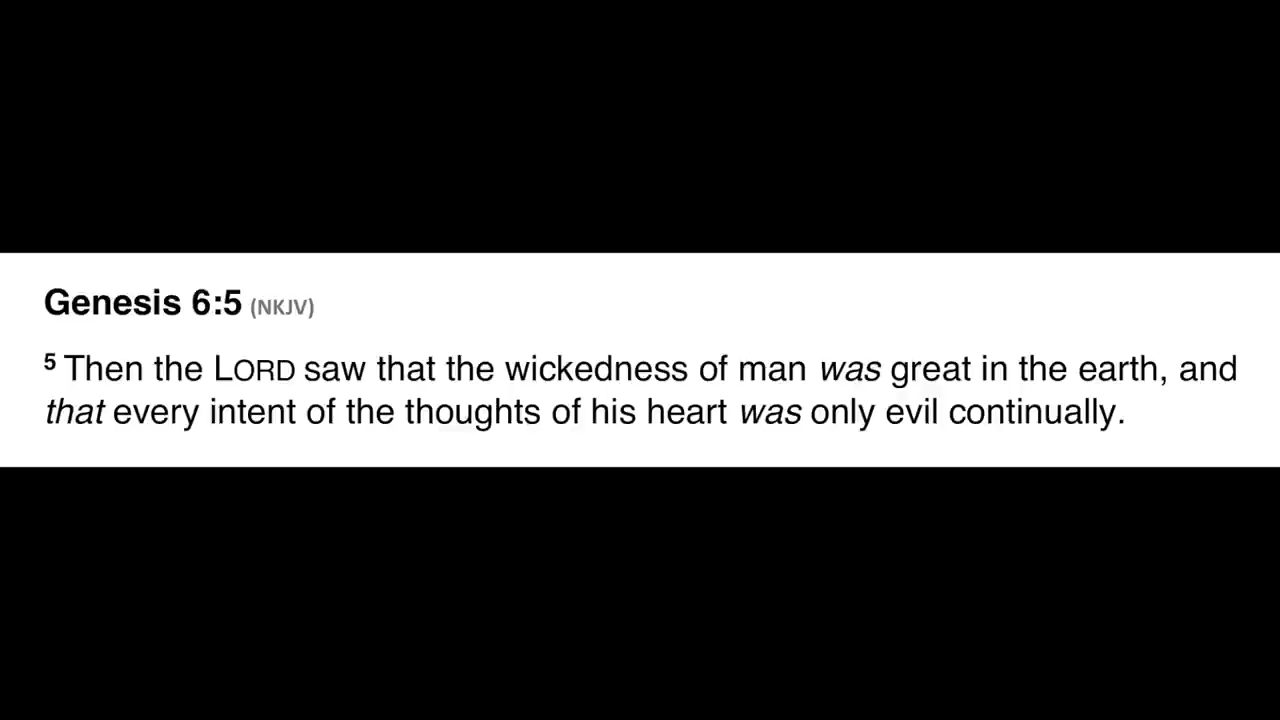 Genesis 6:5 (NKJV)
5 Then the LORD saw that the wickedness of man was great in the earth, and
that every intent of the thoughts of his heart was only evil continually.